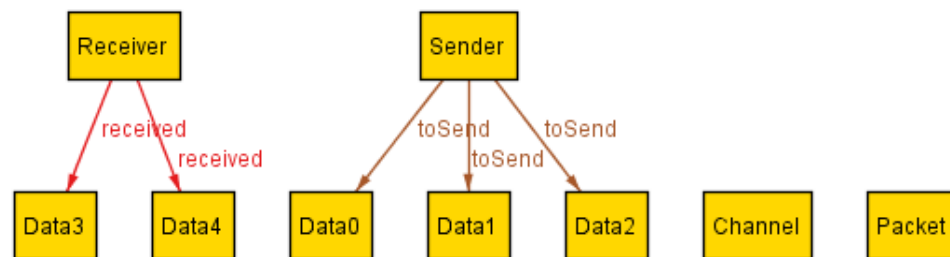 Receiver
Sender
received
toSend
toSend
received
toSend
Data3
Data4
Data0
Data1
Data2
Channel
Packet